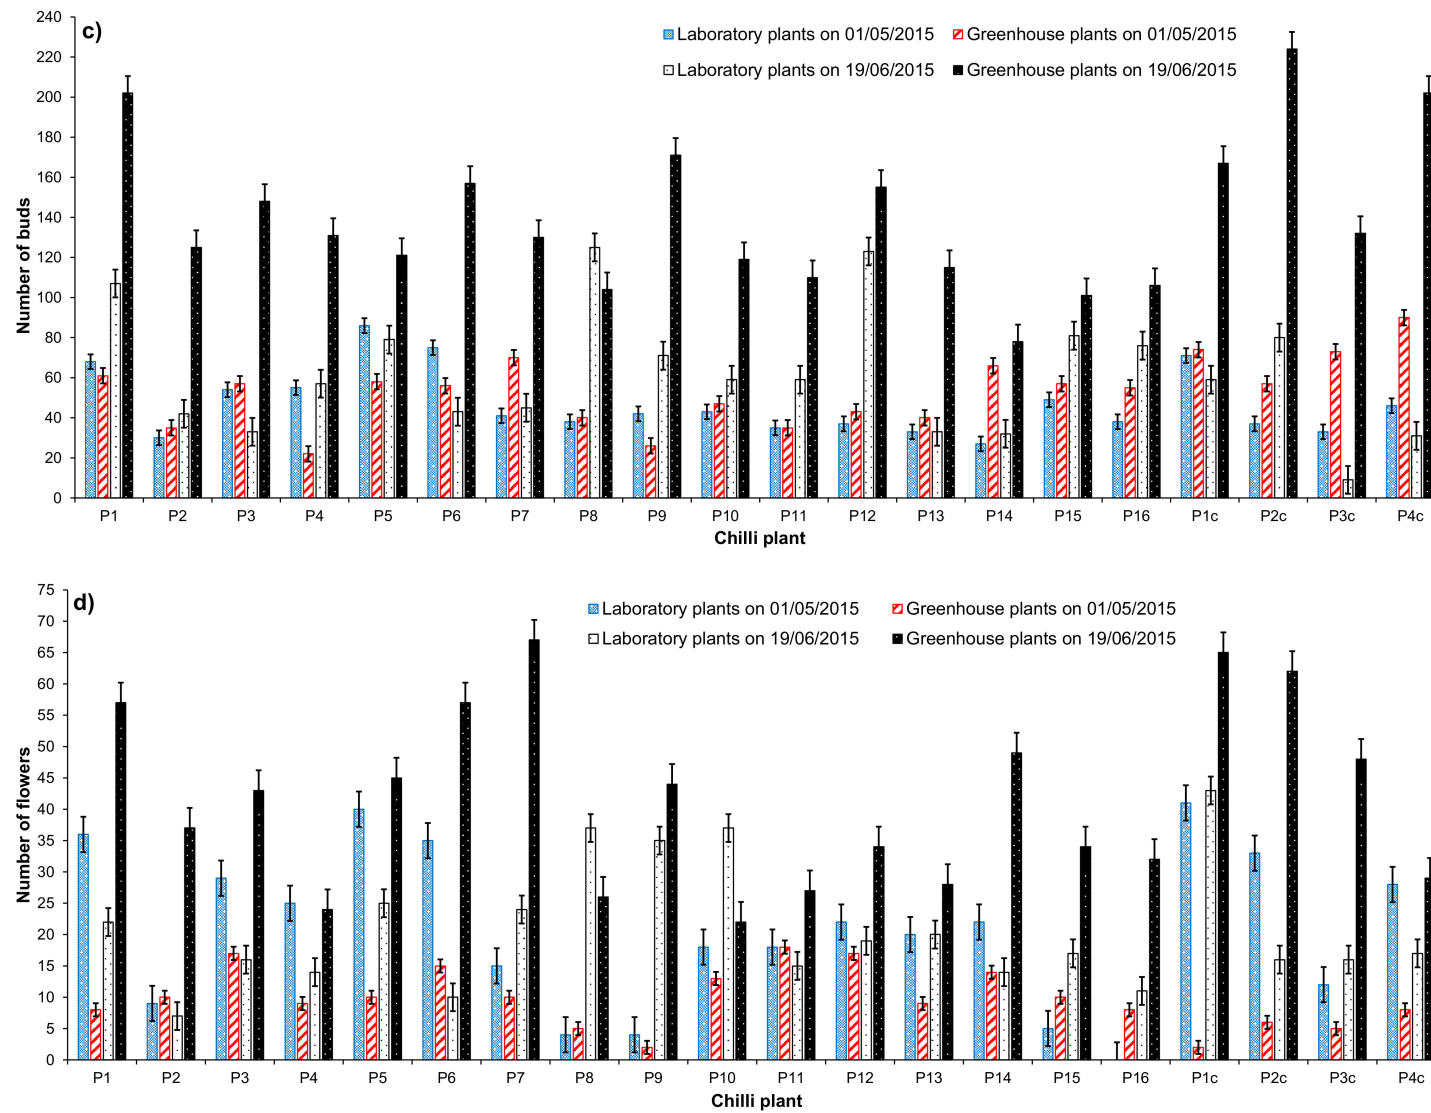 c)
Laboratory plants on 01/05/2015 Greenhouse plants on 01/05/2015
Laboratory plants on 19/06/2015 Greenhouse plants on 19/06/2015
Number of buds
240
220
200
180
160
140
120
100
80
60
40
20
0
P1 P2 P3 P4 P5 P6 P7 P8 P9 P10 P11 P12 P13 P14 P15 P16 P1c P2c P3c P4c
Chilli plant
d)
Laboratory plants on 01/05/2015 Greenhouse plants on 01/05/2015
Laboratory plants on 19/06/2015 Greenhouse plants on 19/06/2015
Number of flowers
75
70
65
60
55
50
45
40
35
30
25
20
15
10
5
0
P1 P2 P3 P4 P5 P6 P7 P8 P9 P10 P11 P12 P13 P14 P15 P16 P1c P2c P3c P4c
Chilli plant